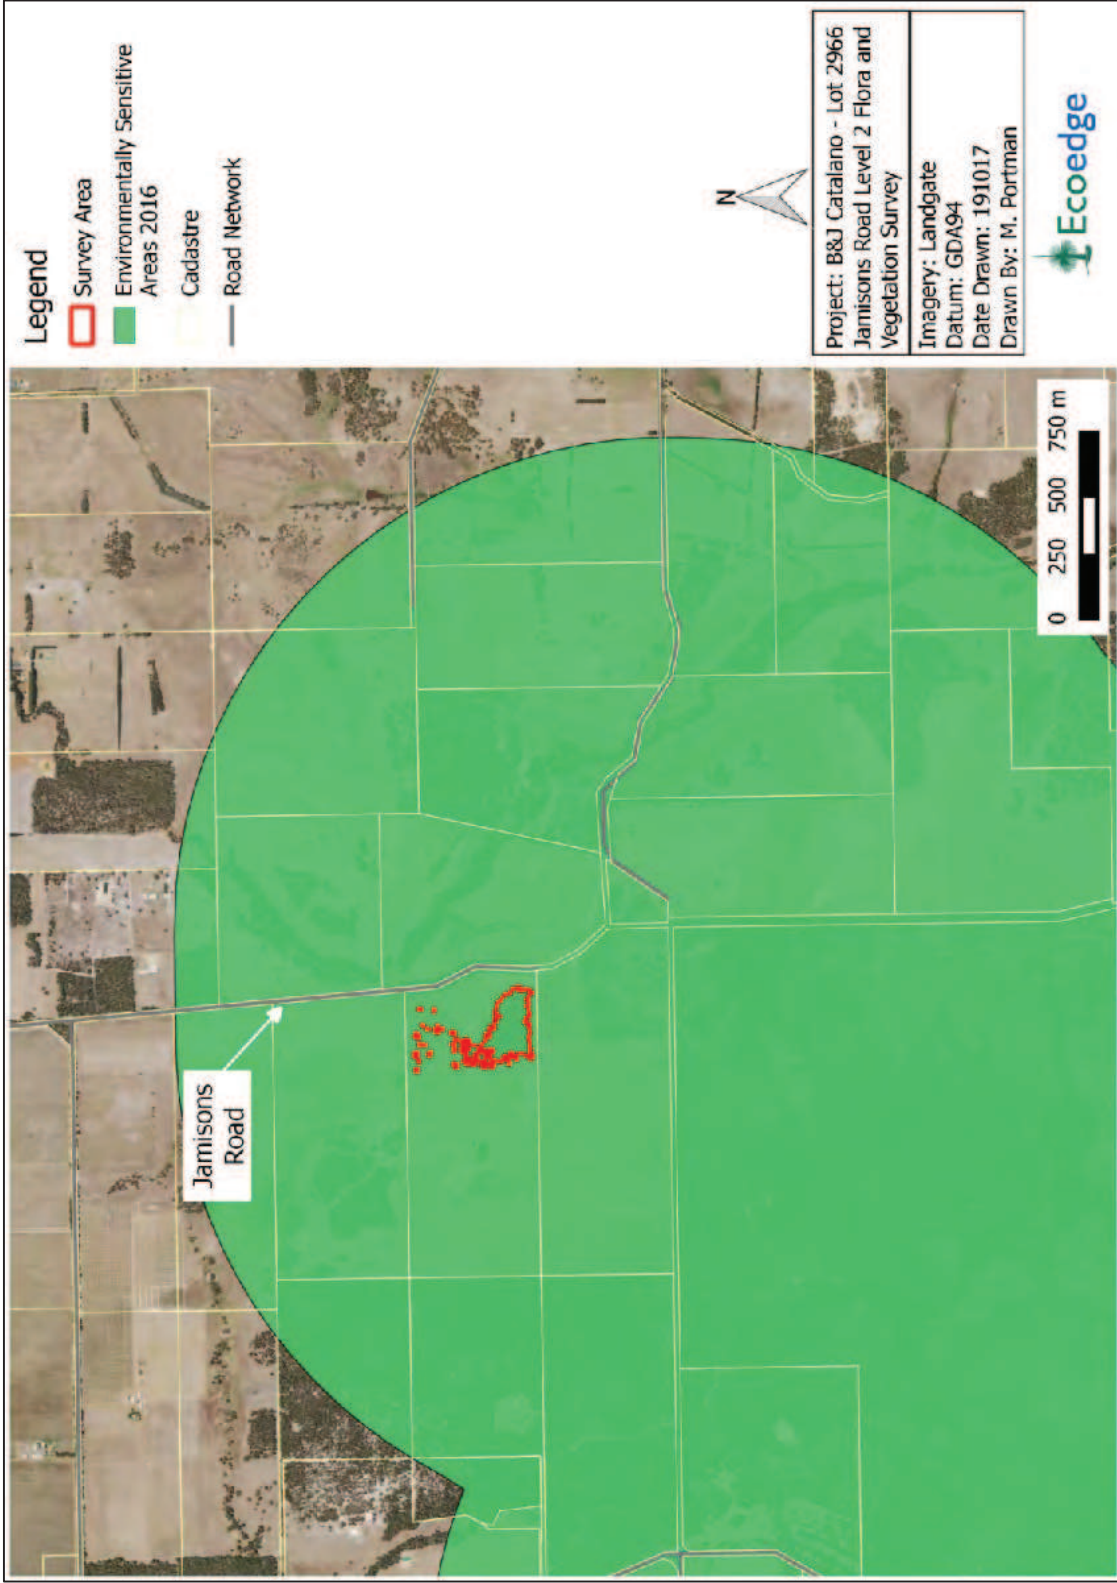 Legend
Survey Area
Environmentally Sensitive
Areas 2016
Cadastre
Road Network
N
Project: B&J Catalano - Lot 2966
Jamisons Road Level 2 Flora and
Vegetation Survey
Imagery: Landgate
Datum: GDA94
Date Drawn: 191017
Drawn By: M. Portman
Ecoedge
Jamisons
Road
0 250 500 750 m